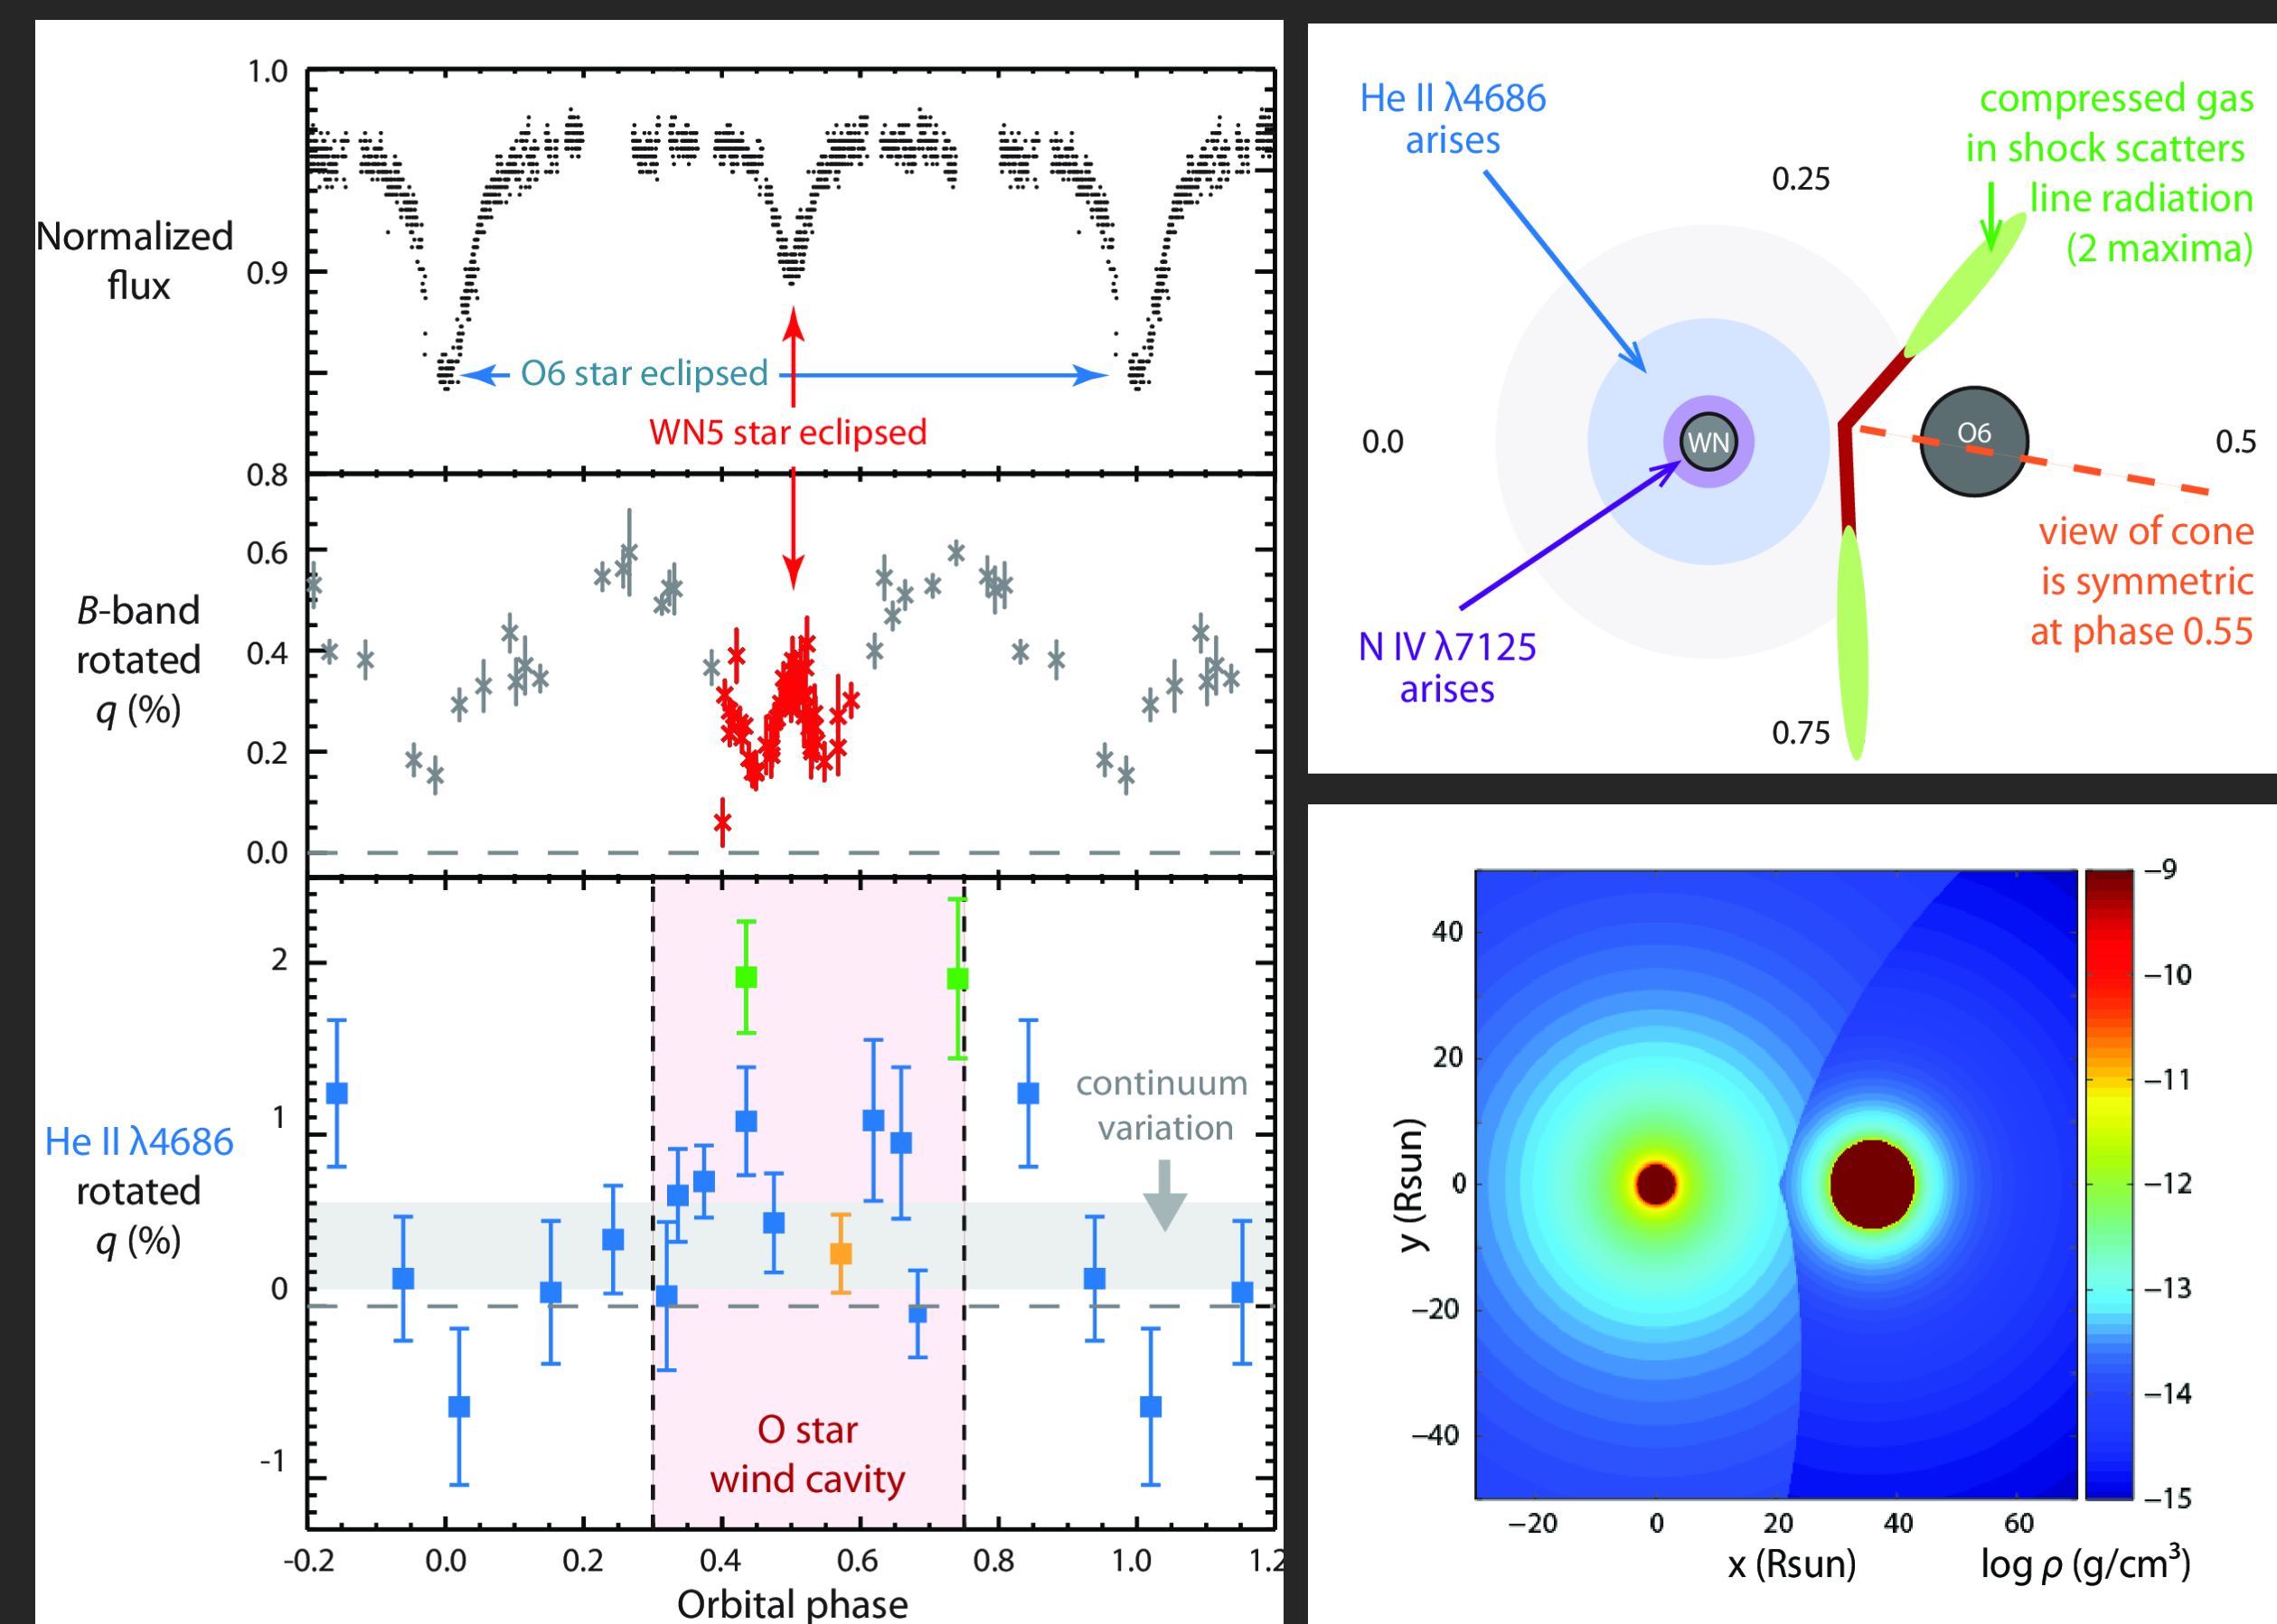 1.0
Normalized
flux
0.9
O6 star eclipsed
WN5 star eclipsed
0.8
0.6
B-band
rotated
q (%)
0.4
0.2
0.0
2
1
continuum
variation
He II λ4686
rotated
q (%)
0
O star
wind cavity
-1
-0.2 0.0 0.2 0.4 0.6 0.8 1.0 1.2
Orbital phase
He II λ4686
arises
compressed gas
in shock scatters
line radiation
(2 maxima)
0.25
0.0
WN
O6
0.5
view of cone
is symmetric
at phase 0.55
N IV λ7125
arises
0.75
40
20
0
−20
−40
y (Rsun)
−9
−10
−11
−12
−13
−14
−15
−20 0 20 40 60
x (Rsun)
log ρ (g/cm³)